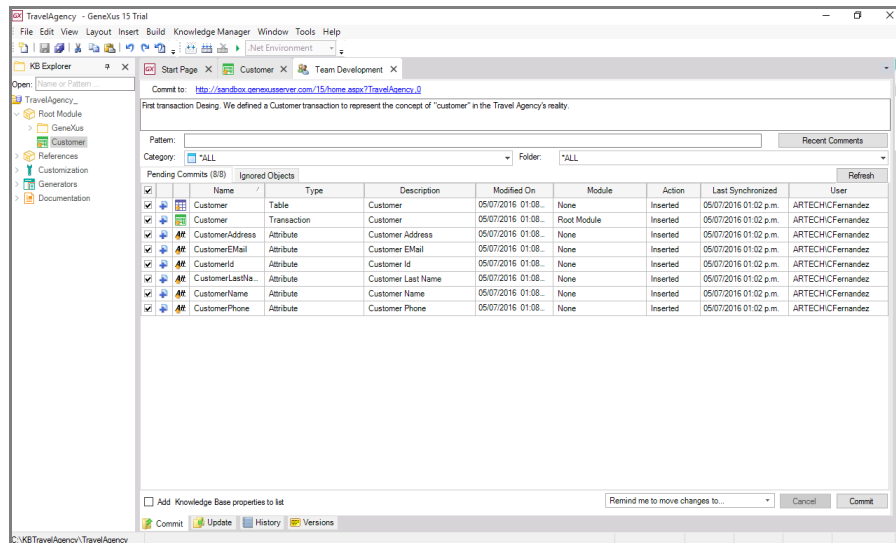 TravelAgency - GeneXus 15 Trial
File Edit View Layout Insert Build Knowledge Manager Window Tools Help
.Net Environment
KB Explorer
Start Page Customer Team Development
Open: Name or Pattern ...
Commit to: http://sandbox.genexusserver.com/15/home.aspx?TravelAgency_0
TravelAgency_
Root Module
GeneXus
Customer
References
Customization
Generators
Documentation
First transaction Desing. We defined a Customer transaction to represent the concept of "customer" in the Travel Agency's reality.
Pattern: Recent Comments
Category: *ALL Folder: *ALL
Pending Commits (8/8) Ignored Objects Refresh
Name Type Description Modified On Module Action Last Synchronized User
Customer Table Customer 05/07/2016 01:08... None Inserted 05/07/2016 01:02 p.m. ARTECH\CFernandez
Customer Transaction Customer 05/07/2016 01:08... Root Module Inserted 05/07/2016 01:02 p.m. ARTECH\CFernandez
Att CustomerAddress Attribute Customer Address 05/07/2016 01:08... None Inserted 05/07/2016 01:02 p.m. ARTECH\CFernandez
Att CustomerEMail Attribute Customer EMail 05/07/2016 01:08... None Inserted 05/07/2016 01:02 p.m. ARTECH\CFernandez
Att CustomerId Attribute Customer Id 05/07/2016 01:08... None Inserted 05/07/2016 01:02 p.m. ARTECH\CFernandez
Att CustomerLastNa... Attribute Customer Last Name 05/07/2016 01:08... None Inserted 05/07/2016 01:02 p.m. ARTECH\CFernandez
Att CustomerName Attribute Customer Name 05/07/2016 01:08... None Inserted 05/07/2016 01:02 p.m. ARTECH\CFernandez
Att CustomerPhone Attribute Customer Phone 05/07/2016 01:08... None Inserted 05/07/2016 01:02 p.m. ARTECH\CFernandez
Add Knowledge Base properties to list Remind me to move changes to... Cancel Commit
Commit Update History Versions
C:\KBTravelAgency\TravelAgency